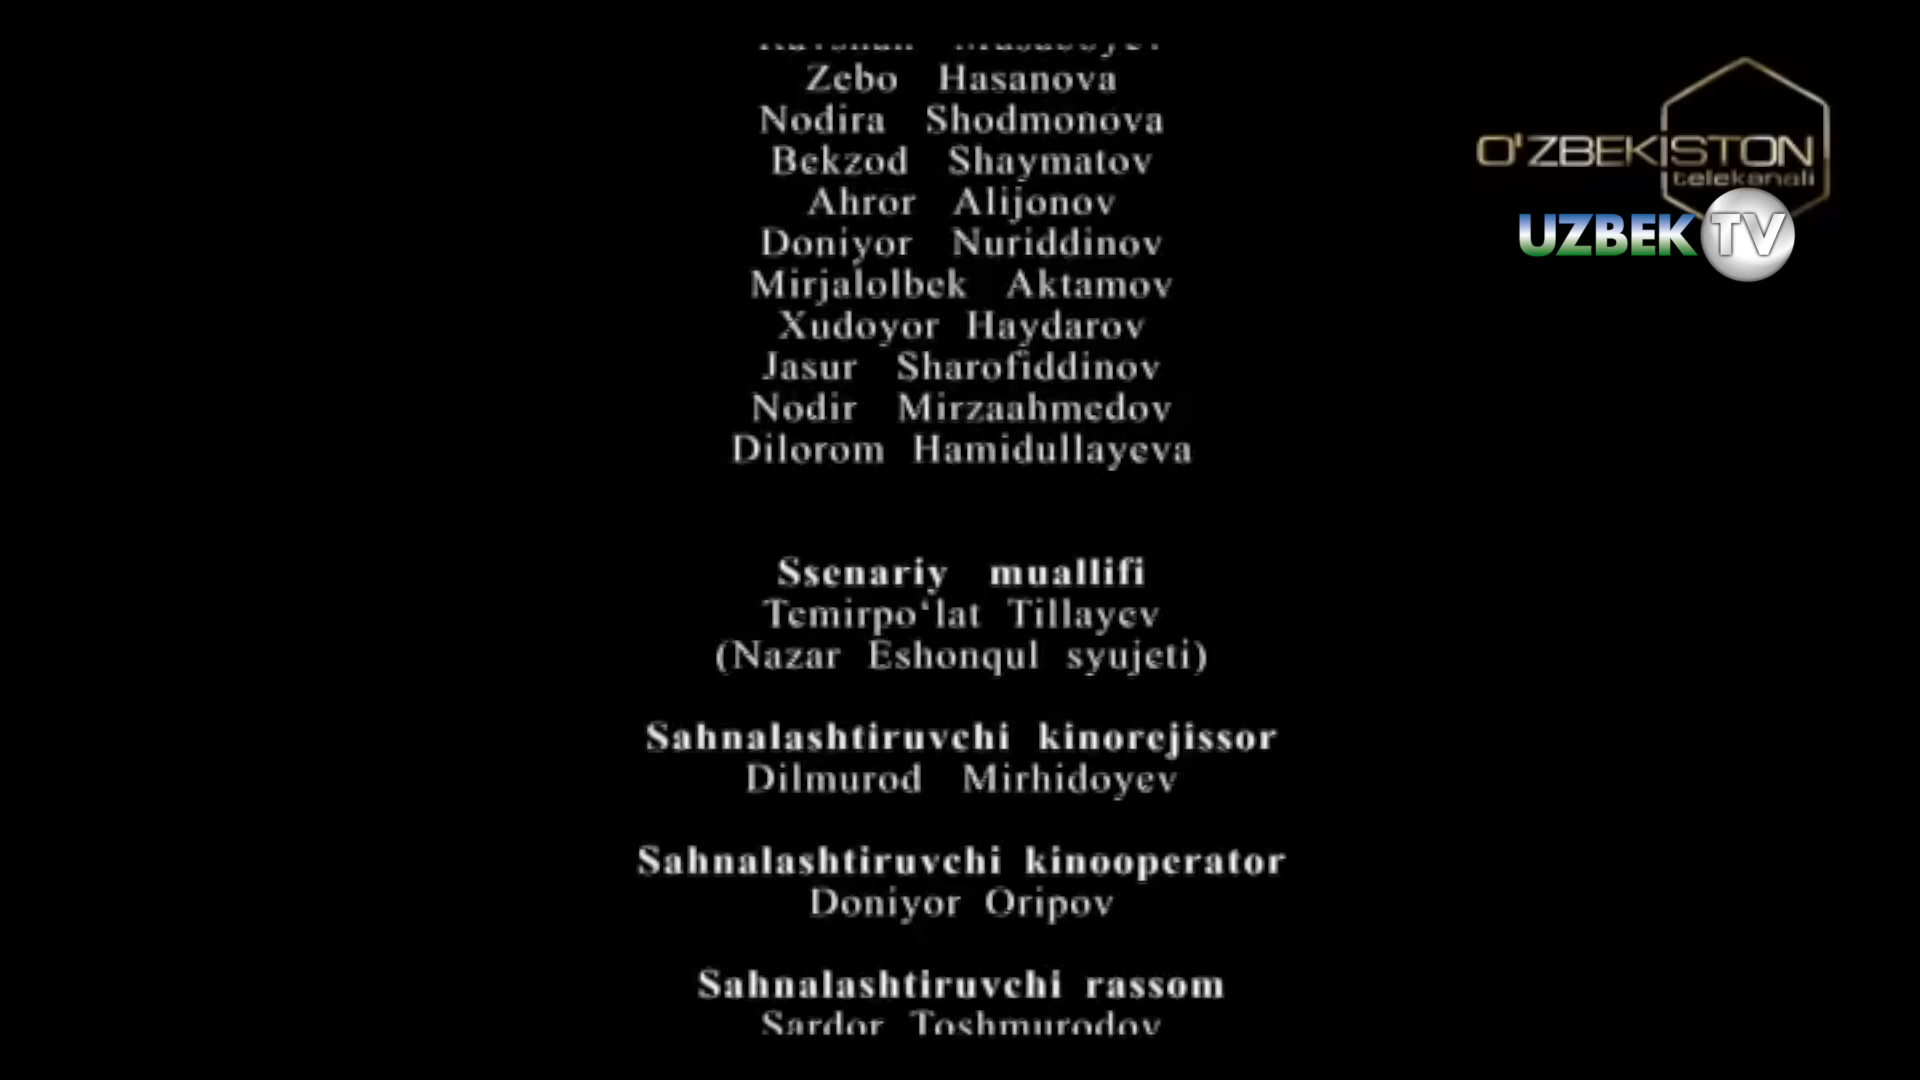 Zebo Hasanova
Nodira Shodmonova
Bekzod Shaymatov
Ahror Alijonov
Doniyor Nuriddinov
Mirjalolbek Aktamov
Xudoyor Haydarov
Jasur Sharofiddinov
Nodir Mirzaahmedov
Dilorom Hamidullayeva
Ssenariy muallifi
Temirpo‘lat Tillayev
(Nazar Eshonqul syujeti)
Sahnalashtiruvchi kinorejissor
Dilmurod Mirhidoyev
Sahnalashtiruvchi kinooperator
Doniyor Oripov
Sahnalashtiruvchi rassom
Sardor Toshmurodov
O'ZBEKISTON
telekanali
UZBEK TV